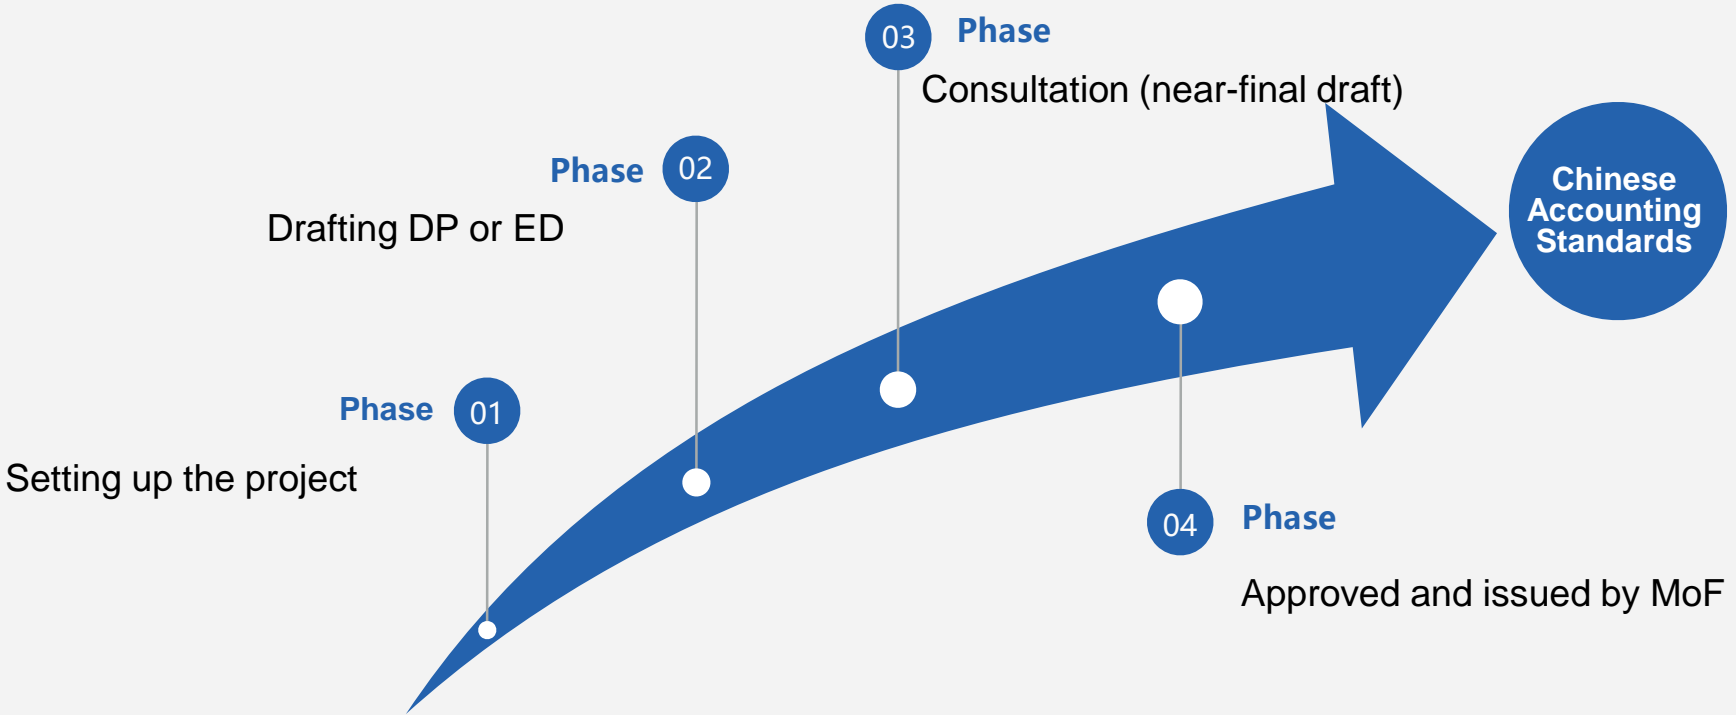 Phase 01
Setting up the project
Phase 02
Drafting DP or ED
03 Phase
Consultation (near-final draft)
04 Phase
Approved and issued by MoF
Chinese
Accounting
Standards